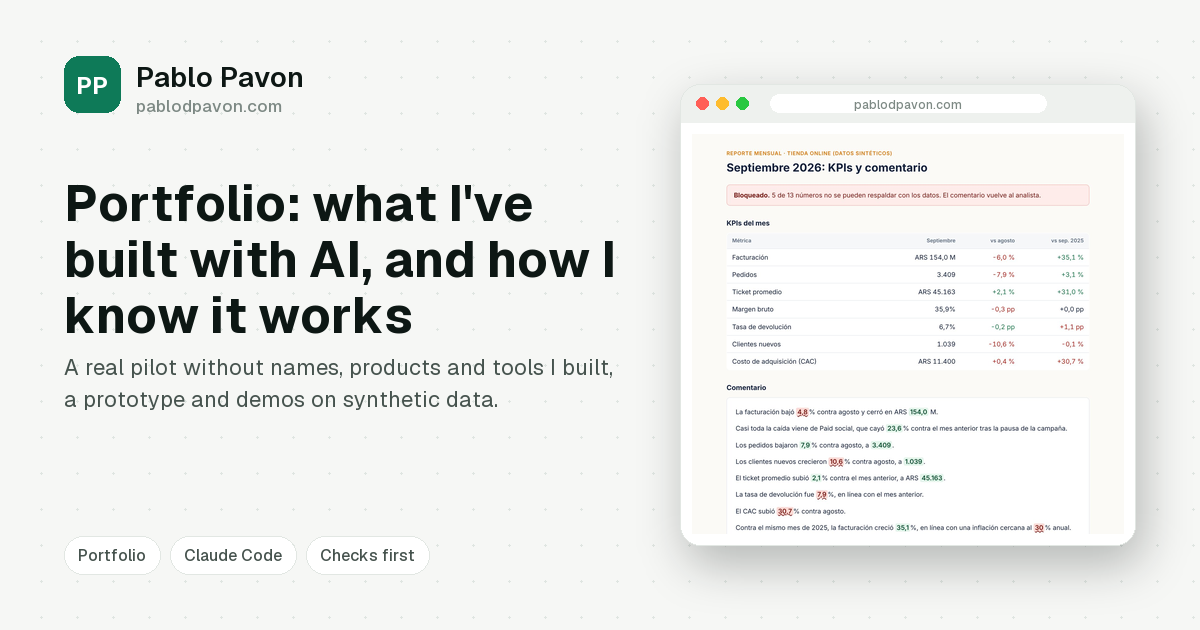 PP
Pablo Pavon
pablodpavon.com
Portfolio: what I've
built with AI, and how I
know it works
A real pilot without names, products and tools I built,
a prototype and demos on synthetic data.
Portfolio
Claude Code
Checks first
pablodpavon.com
REPORTE MENSUAL · TIENDA ONLINE (DATOS SINTÉTICOS)
Septiembre 2026: KPIs y comentario
Bloqueado. 5 de 13 números no se pueden respaldar con los datos. El comentario vuelve al analista.
KPIs del mes
Métrica Septiembre vs agosto vs sep. 2025
Facturación ARS 154,0 M -6,0 % +35,1 %
Pedidos 3.409 -7,9 % +3,1 %
Ticket promedio ARS 45.163 +2,1 % +31,0 %
Margen bruto 35,9% -0,3 pp +0,0 pp
Tasa de devolución 6,7% -0,2 pp +1,1 pp
Clientes nuevos 1.039 -10,6 % -0,1 %
Costo de adquisición (CAC) ARS 11.400 +0,4 % +30,7 %
Comentario
La facturación bajó 4,8 % contra agosto y cerró en ARS 154,0 M.
Casi toda la caída viene de Paid social, que cayó 23,6 % contra el mes anterior tras la pausa de la campaña.
Los pedidos bajaron 7,9 % contra agosto, a 3.409.
Los clientes nuevos crecieron 10,6 % contra agosto, a 1.039.
El ticket promedio subió 2,1 % contra el mes anterior, a ARS 45.163.
La tasa de devolución fue 7,9 %, en línea con el mes anterior.
El CAC subió 30,7 % contra agosto.
Contra el mismo mes de 2025, la facturación creció 35,1 %, en línea con una inflación cercana al 30 % anual.